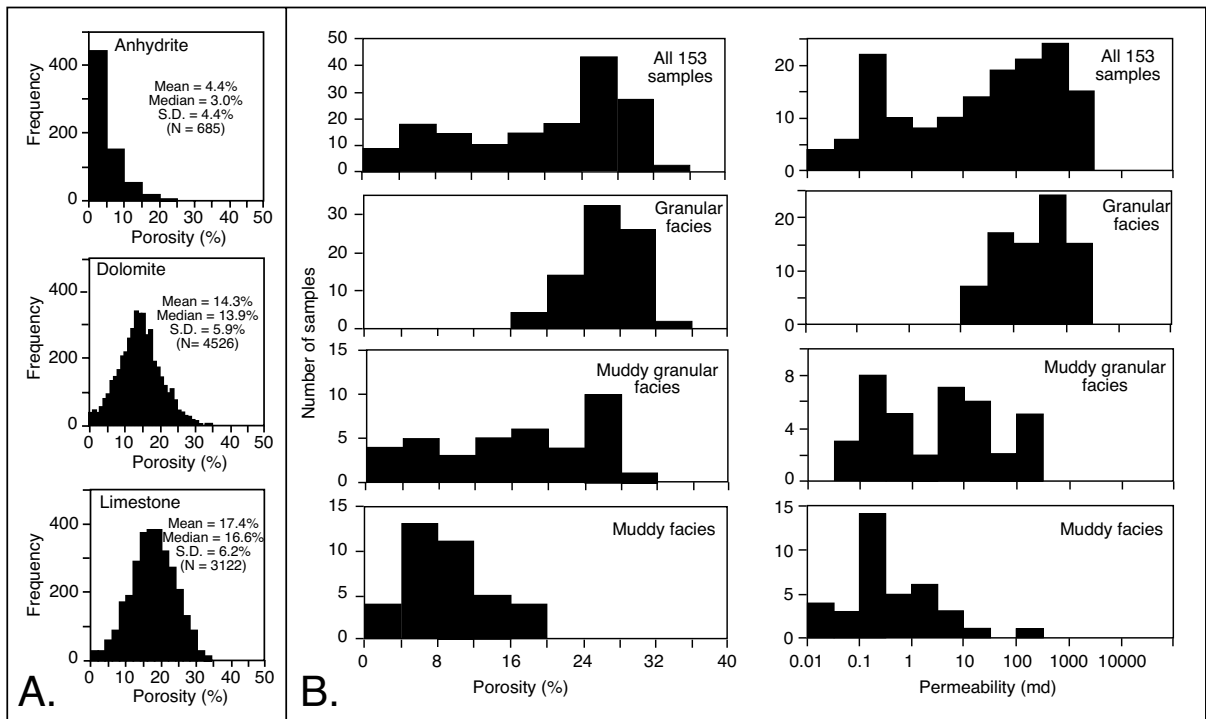 Anhydrite
Mean = 4.4%
Median = 3.0%
S.D. = 4.4%
(N = 685)
Frequency
400
200
0
0 10 20 30 40 50
Porosity (%)
Dolomite
Mean = 14.3%
Median = 13.9%
S.D. = 5.9%
(N= 4526)
Frequency
400
200
0
0 10 20 30 40 50
Porosity (%)
Limestone
Mean = 17.4%
Median = 16.6%
S.D. = 6.2%
(N = 3122)
Frequency
400
200
0
0 10 20 30 40 50
Porosity (%)
A.
Number of samples
All 153
samples
50
40
30
20
10
0
Granular
facies
30
20
10
0
Muddy granular
facies
15
10
5
0
Muddy facies
15
10
5
0
0 8 16 24 32 40
Porosity (%)
All 153
samples
20
10
0
Granular
facies
20
10
0
Muddy granular
facies
8
4
0
Muddy facies
15
10
5
0
0.01 0.1 1 10 100 1000 10000
Permeability (md)
B.